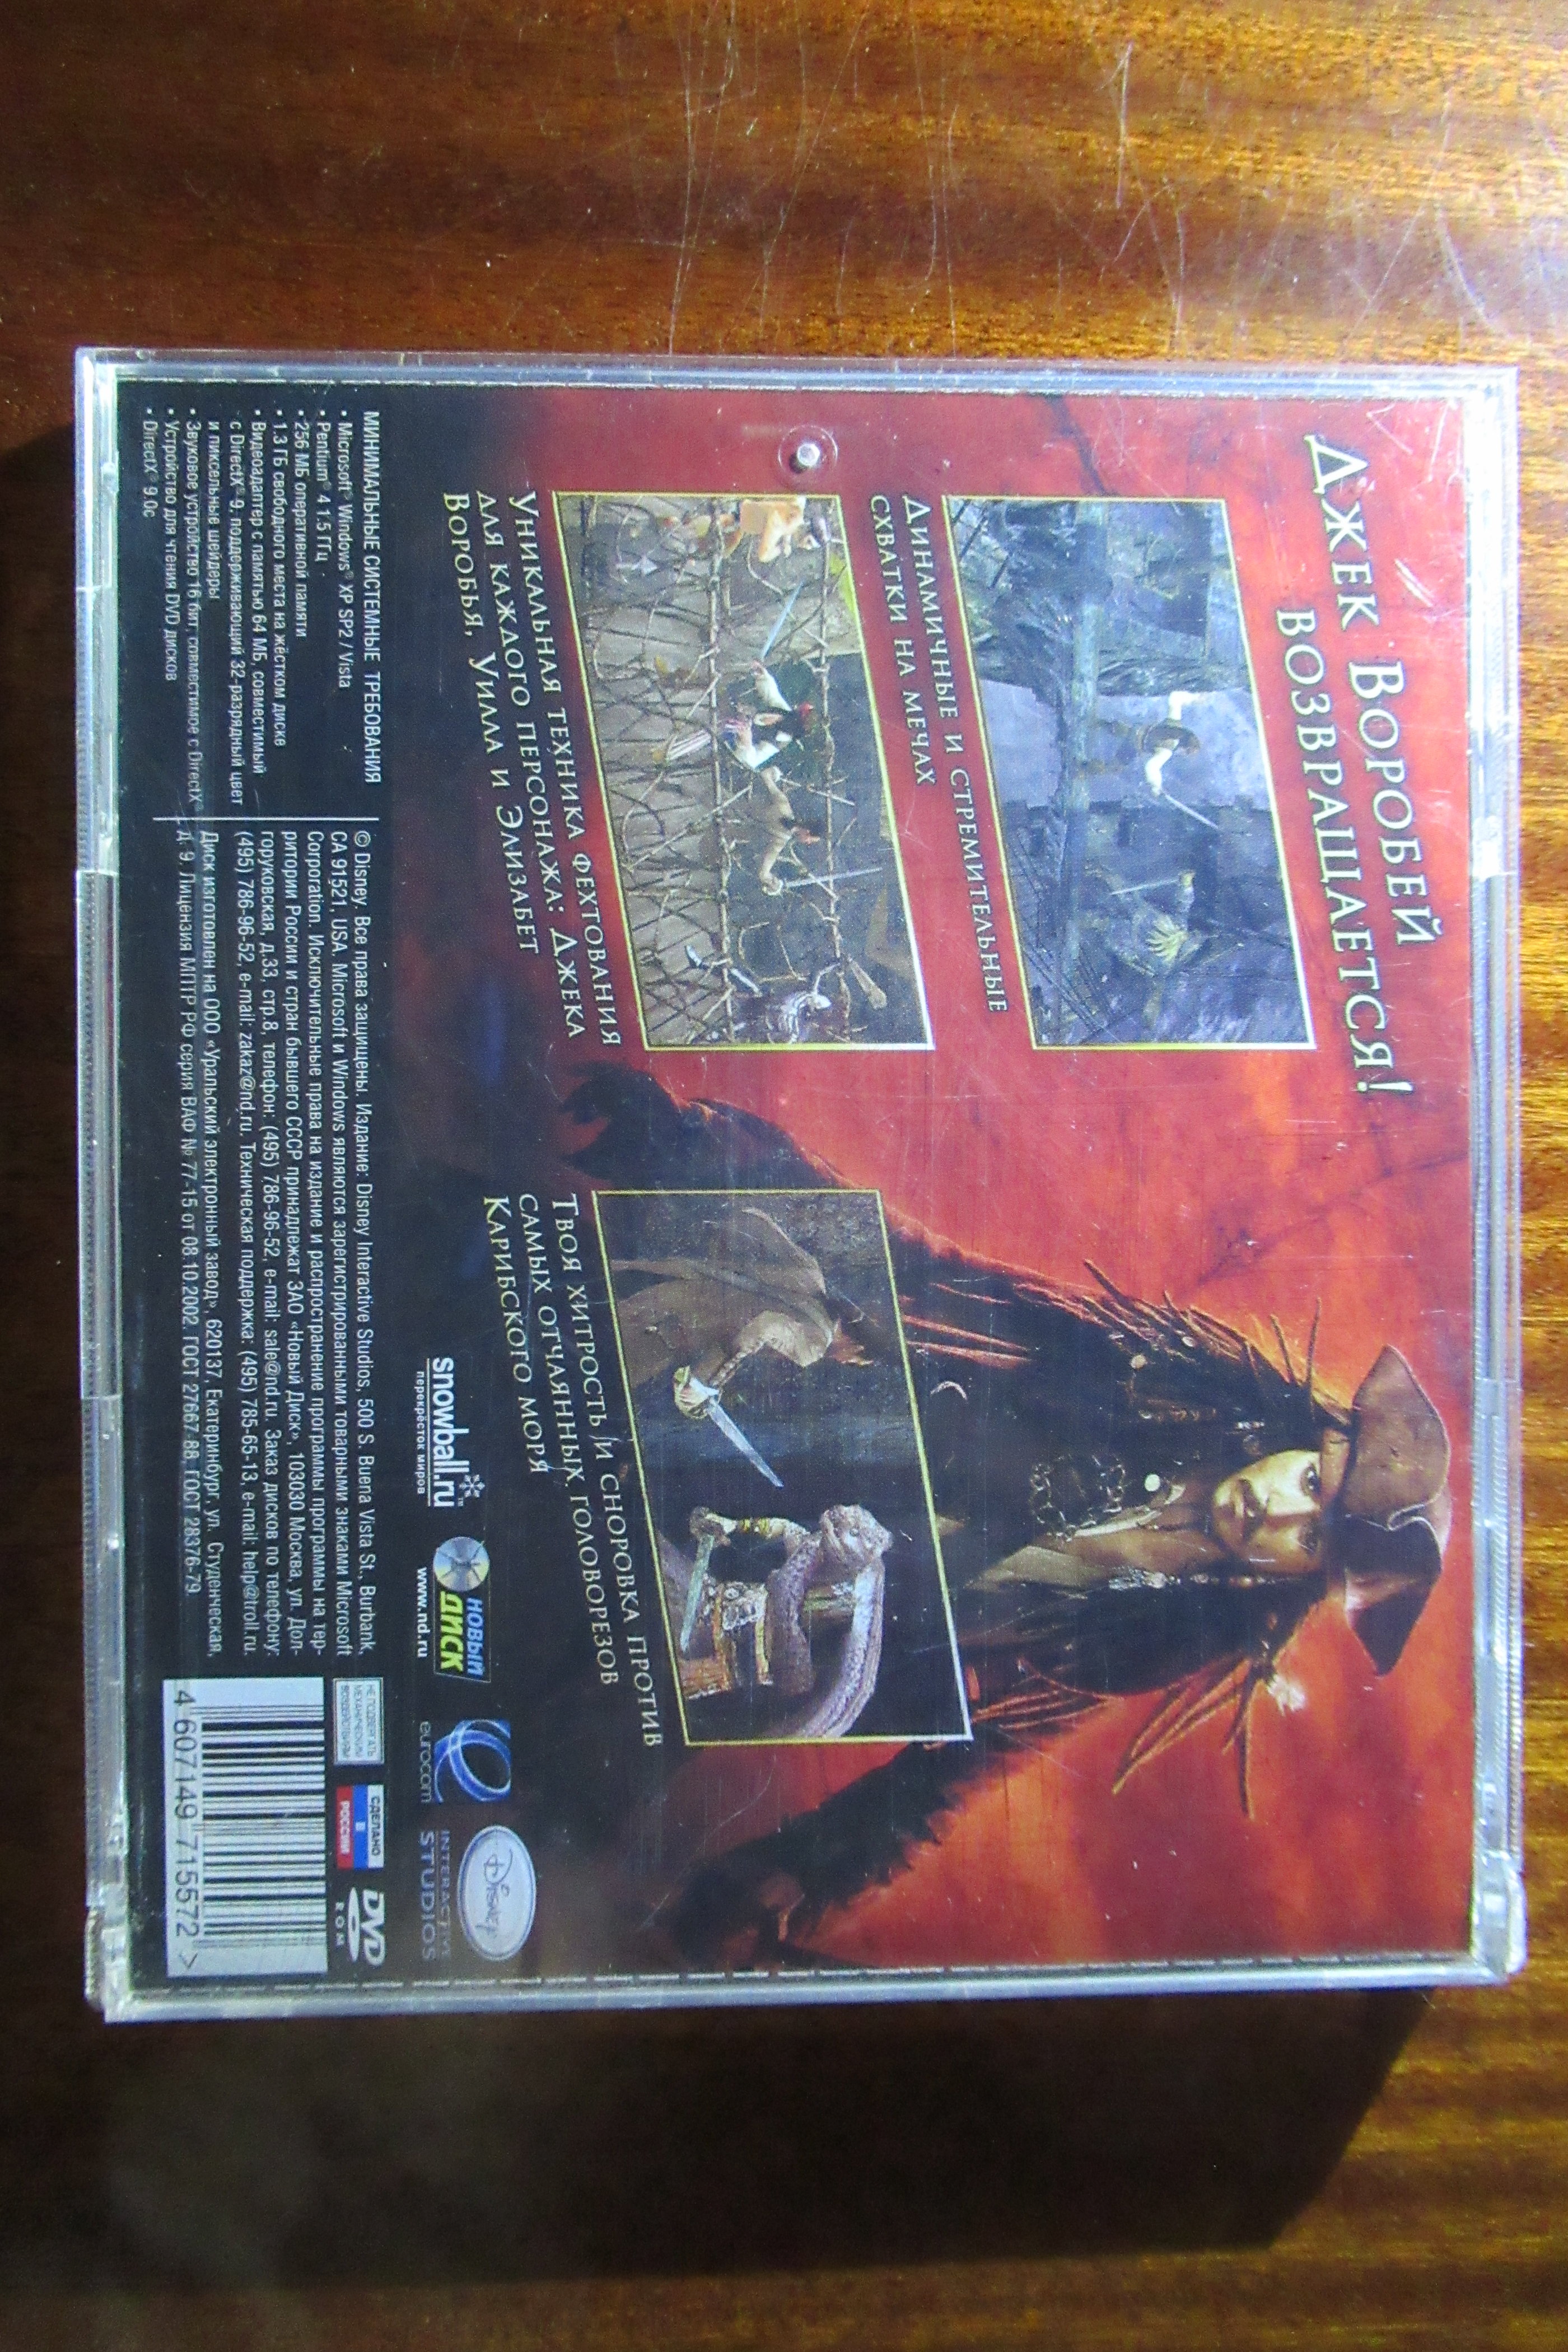 Джек Воробей
возвращается!
Динамичные и стремительные
схватки на мечах
Уникальная техника фехтования
для каждого персонажа: Джека
Воробья, Уилла и Элизабет
Твоя хитрость и сноровка против
самых отчаянных головорезов
Карибского моря
snowball.ru
перекрёсток миров
НОВЫЙ
ДИСК
www.nd.ru
eurocom
Disney
INTERACTIVE
STUDIOS
МИНИМАЛЬНЫЕ СИСТЕМНЫЕ ТРЕБОВАНИЯ
• Microsoft® Windows® XP SP2 / Vista
• Pentium® 4 1.5 ГГц
• 256 МБ оперативной памяти
• 1,3 ГБ свободного места на жёстком диске
• Видеоадаптер с памятью 64 МБ, совместимый
с DirectX® 9, поддерживающий 32-разрядный цвет
и пиксельные шейдеры
• Звуковое устройство 16 бит, совместимое с DirectX®
• Устройство для чтения DVD дисков
• DirectX® 9.0c
© Disney. Все права защищены. Издание: Disney Interactive Studios, 500 S. Buena Vista St., Burbank,
CA 91521, USA. Microsoft и Windows являются зарегистрированными товарными знаками Microsoft
Corporation. Исключительные права на издание и распространение программы программы на тер-
ритории России и стран бывшего СССР принадлежат ЗАО «Новый Диск», 103030 Москва, ул. Дол-
горуковская, д.33, стр.8, телефон: (495) 786-96-52, e-mail: sale@nd.ru. Заказ дисков по телефону:
(495) 786-96-52, e-mail: zakaz@nd.ru. Техническая поддержка: (495) 785-65-13, e-mail: help@troll.ru.
Диск изготовлен на ООО «Уральский электронный завод», 620137, Екатеринбург, ул. Студенческая,
д. 9, Лицензия МПТР РФ серия ВАФ № 77-15 от 08.10.2002. ГОСТ 27667-88, ГОСТ 28376-79.
НЕ ПОДВЕРГАТЬ
МЕХАНИЧЕСКИМ
ВОЗДЕЙСТВИЯМ
СДЕЛАНО
В
РОССИИ
DVD
ROM
4 607149 715572 >